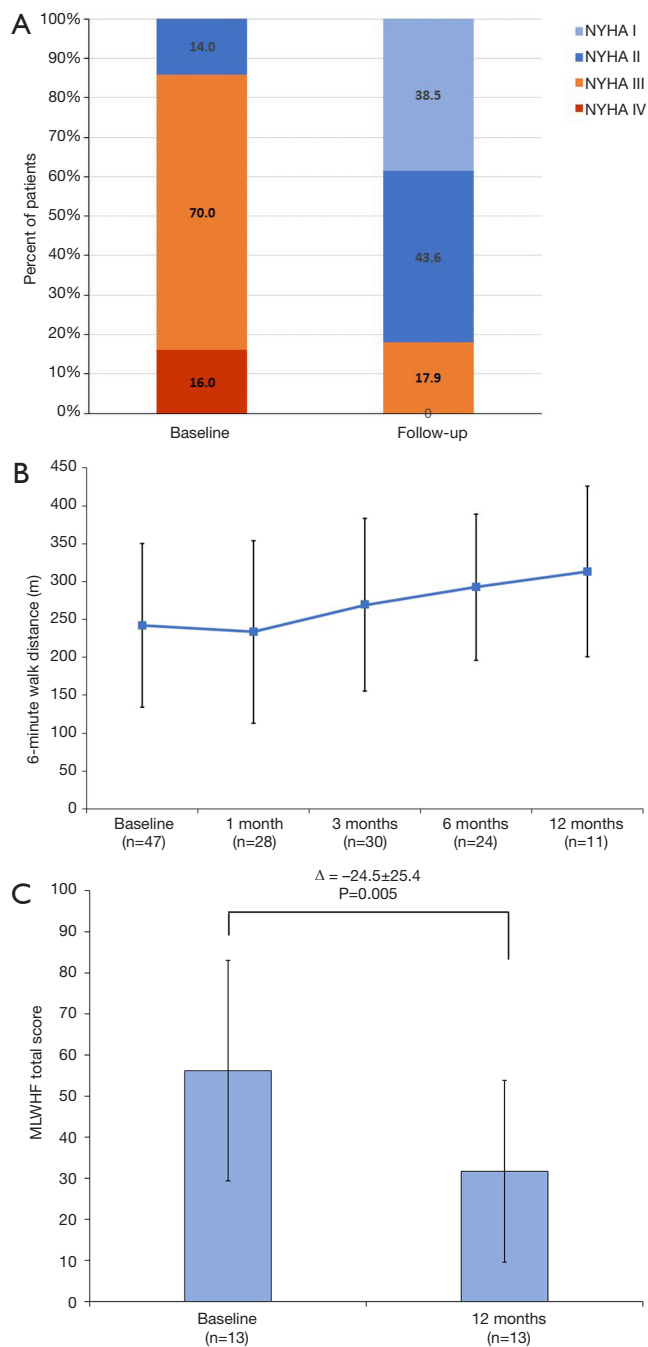 A
100%
90%
80%
70%
60%
50%
40%
30%
20%
10%
0%
Percent of patients
14.0
70.0
16.0
38.5
43.6
17.9
0
Baseline
Follow-up
NYHA I
NYHA II
NYHA III
NYHA IV
B
450
400
350
300
250
200
150
100
50
0
6-minute walk distance (m)
Baseline
(n=47)
1 month
(n=28)
3 months
(n=30)
6 months
(n=24)
12 months
(n=11)
C
Δ = –24.5±25.4
P=0.005
100
90
80
70
60
50
40
30
20
10
0
MLWHF total score
Baseline
(n=13)
12 months
(n=13)